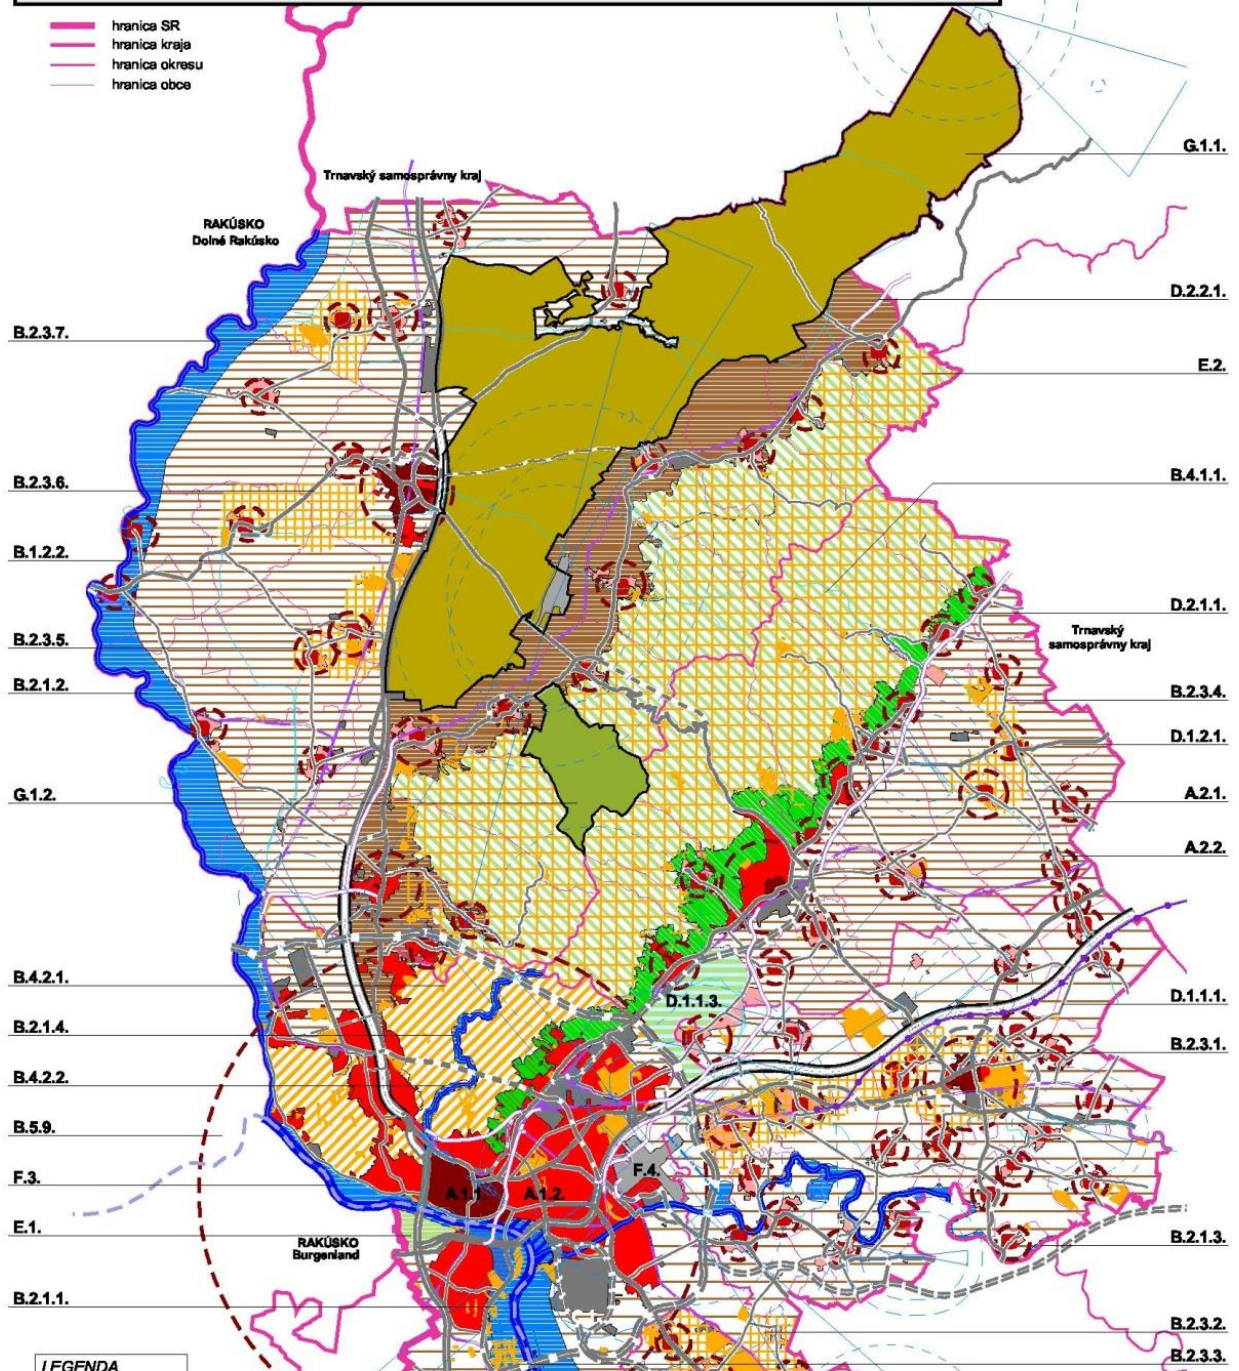 hranica SR
hranica kraja
hranica okresu
hranica obce
Trnavský samosprávny kraj
RAKÚSKO
Dolné Rakúsko
G.1.1.
D.2.2.1.
B.2.3.7.
E.2.
B.4.1.1.
B.2.3.6.
B.1.2.2.
D.2.1.1.
Trnavský
samosprávny kraj
B.2.3.5.
B.2.1.2.
B.2.3.4.
D.1.2.1.
G.1.2.
A.2.1.
A.2.2.
B.4.2.1.
D.1.1.3.
D.1.1.1.
B.2.1.4.
B.2.3.1.
B.4.2.2.
B.5.9.
F.3.
F.4.
A.1.1.
A.1.2.
E.1.
RAKÚSKO
Burgenland
B.2.1.3.
B.2.1.1.
B.2.3.2.
B.2.3.3.
LEGENDA